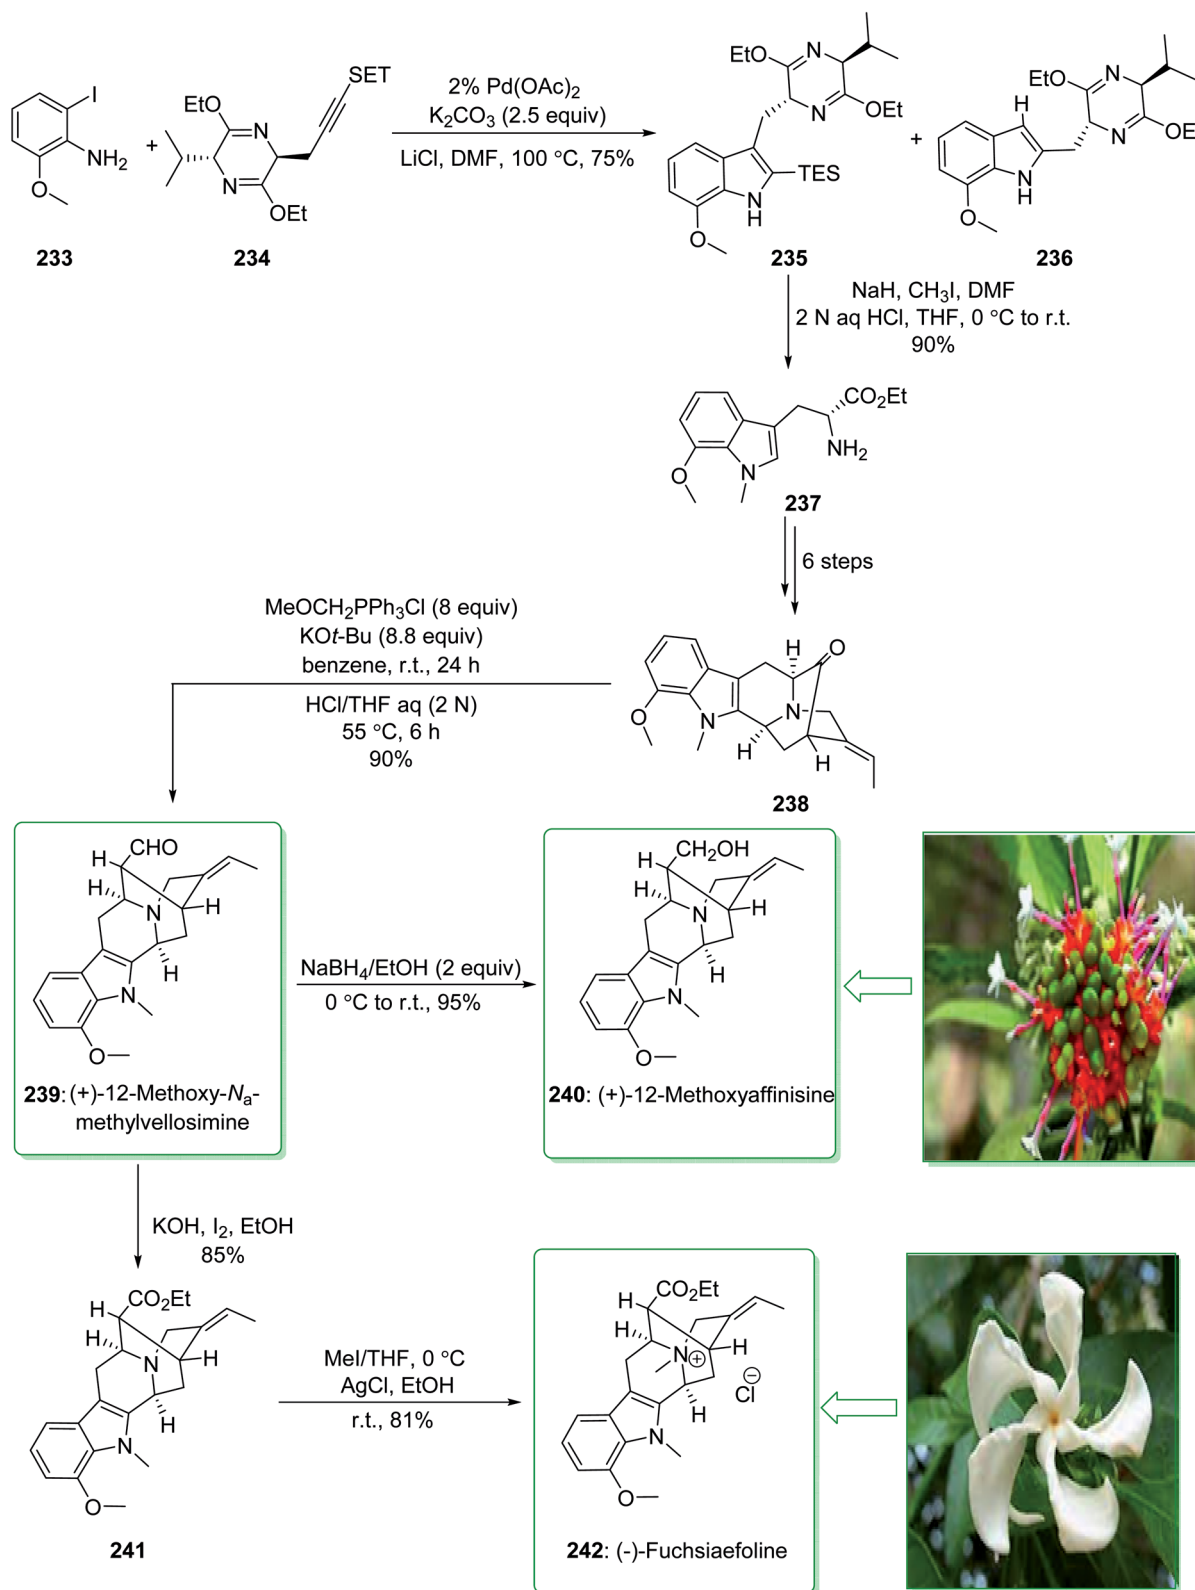 I
NH2
O
233
+
SET
EtO
N
N
OEt
234
2% Pd(OAc)2
K2CO3 (2.5 equiv)
LiCl, DMF, 100 °C, 75%
EtO
N
N
OEt
TES
N
H
O
235
+
EtO
N
N
OE
H
N
H
O
236
NaH, CH3I, DMF
2 N aq HCl, THF, 0 °C to r.t.
90%
CO2Et
NH2
O
N
237
6 steps
MeOCH2PPh3Cl (8 equiv)
KOt-Bu (8.8 equiv)
benzene, r.t., 24 h
HCl/THF aq (2 N)
55 °C, 6 h
90%
H
O
N
O
N
H
H
238
CHO
H
H
N
H
H
N
O
239: (+)-12-Methoxy-Na-
methylvellosimine
NaBH4/EtOH (2 equiv)
0 °C to r.t., 95%
CH2OH
H
H
N
H
H
N
O
240: (+)-12-Methoxyaffinisine
KOH, I2, EtOH
85%
CO2Et
H
H
N
H
H
N
O
241
MeI/THF, 0 °C
AgCl, EtOH
r.t., 81%
CO2Et
H
H
N
+
H
Cl
−
H
N
O
242: (-)-Fuchsiaefoline